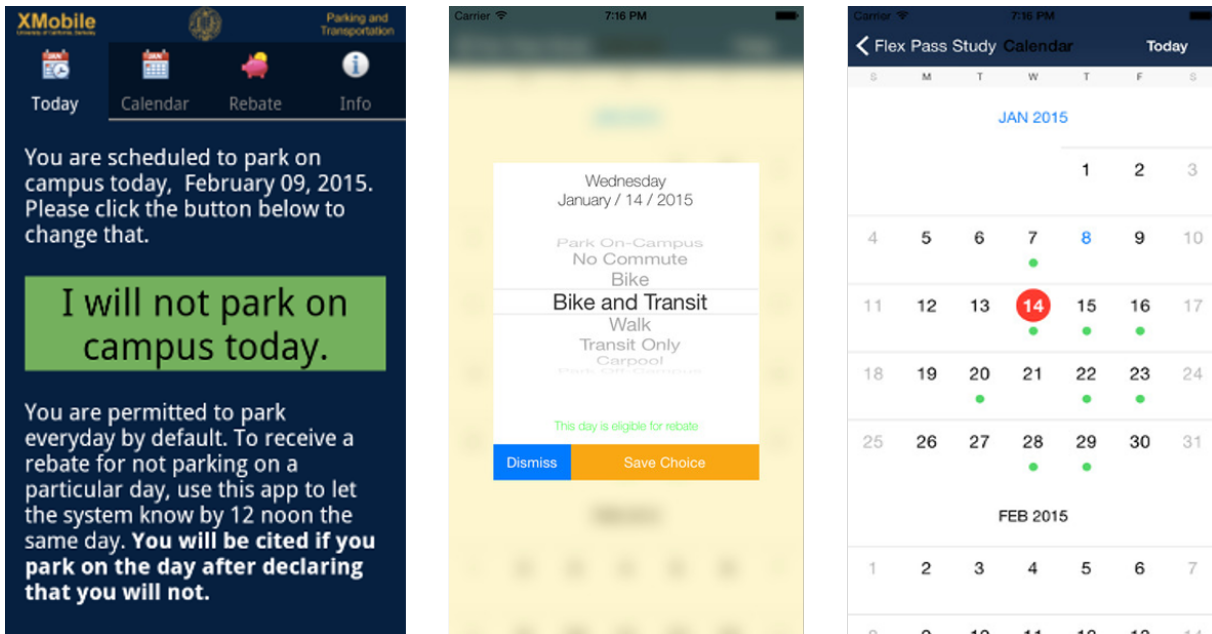 XMobile
University of California, Berkeley
Parking and
Transportation
Today
Calendar
Rebate
Info
You are scheduled to park on
campus today,  February 09, 2015.
Please click the button below to
change that.
I will not park on
campus today.
You are permitted to park
everyday by default. To receive a
rebate for not parking on a
particular day, use this app to let
the system know by 12 noon the
same day. You will be cited if you
park on the day after declaring
that you will not.
Carrier 7:16 PM
Wednesday
January / 14 / 2015
Park On-Campus
No Commute
Bike
Bike and Transit
Walk
Transit Only
Carpool
Park Off-Campus
This day is eligible for rebate
Dismiss Save Choice
Carrier 7:16 PM
Flex Pass Study Calendar Today
S M T W T F S
JAN 2015
1 2 3
4 5 6 7 8 9 10
11 12 13 14 15 16 17
18 19 20 21 22 23 24
25 26 27 28 29 30 31
FEB 2015
1 2 3 4 5 6 7